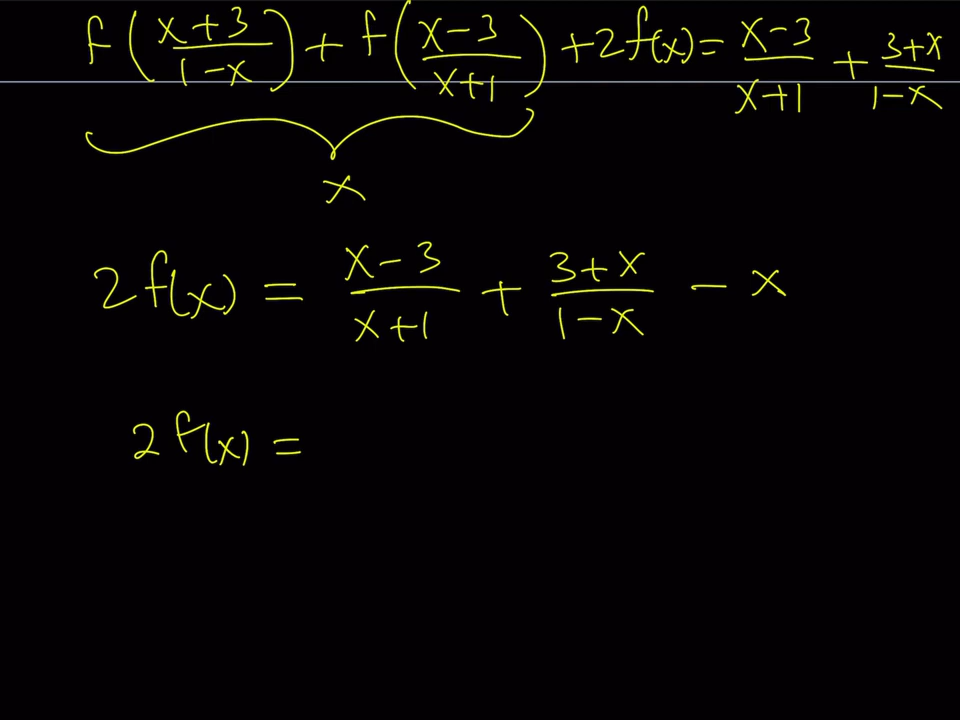 f((x+3)/(1-x)) + f((x-3)/(x+1)) + 2f(x) = (x-3)/(x+1) + (3+x)/(1-x)
x
2f(x) = (x-3)/(x+1) + (3+x)/(1-x) - x
2f(x) =